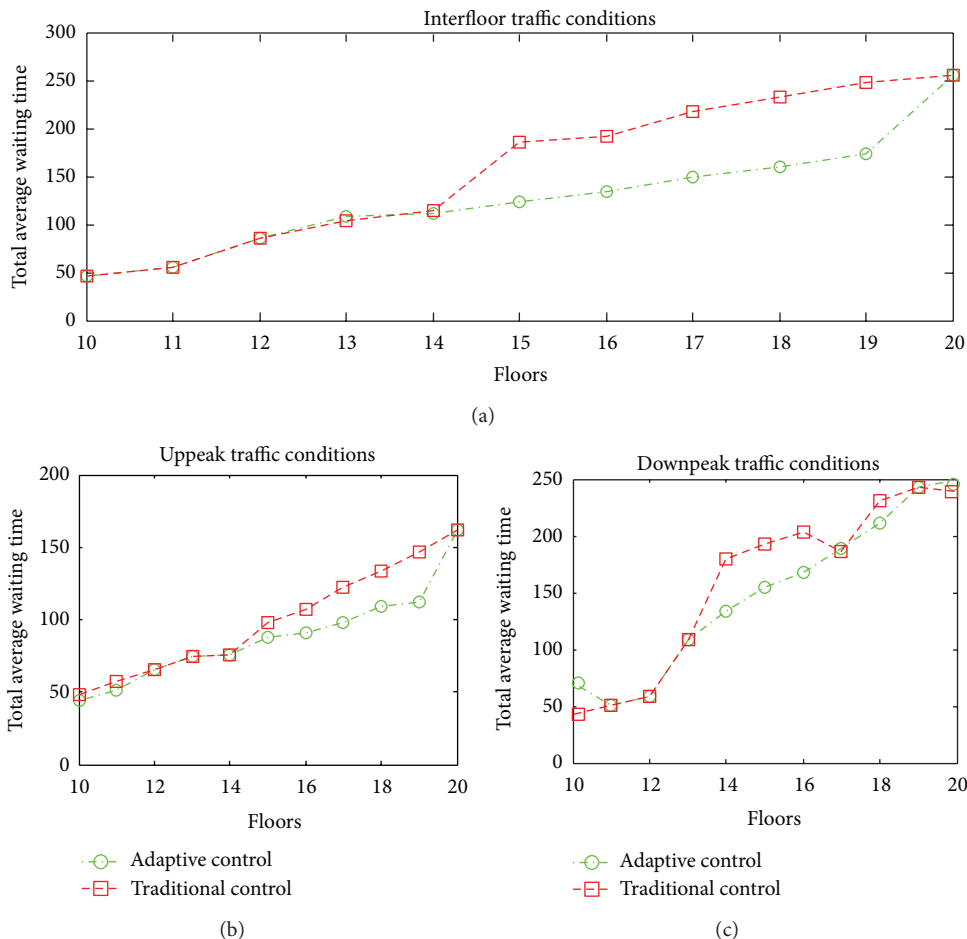 Interfloor traffic conditions
300
250
200
150
100
50
0
Total average waiting time
10 11 12 13 14 15 16 17 18 19 20
Floors
(a)
Uppeak traffic conditions
200
150
100
50
0
Total average waiting time
10 12 14 16 18 20
Floors
Adaptive control
Traditional control
(b)
Downpeak traffic conditions
250
200
150
100
50
0
Total average waiting time
10 12 14 16 18 20
Floors
Adaptive control
Traditional control
(c)